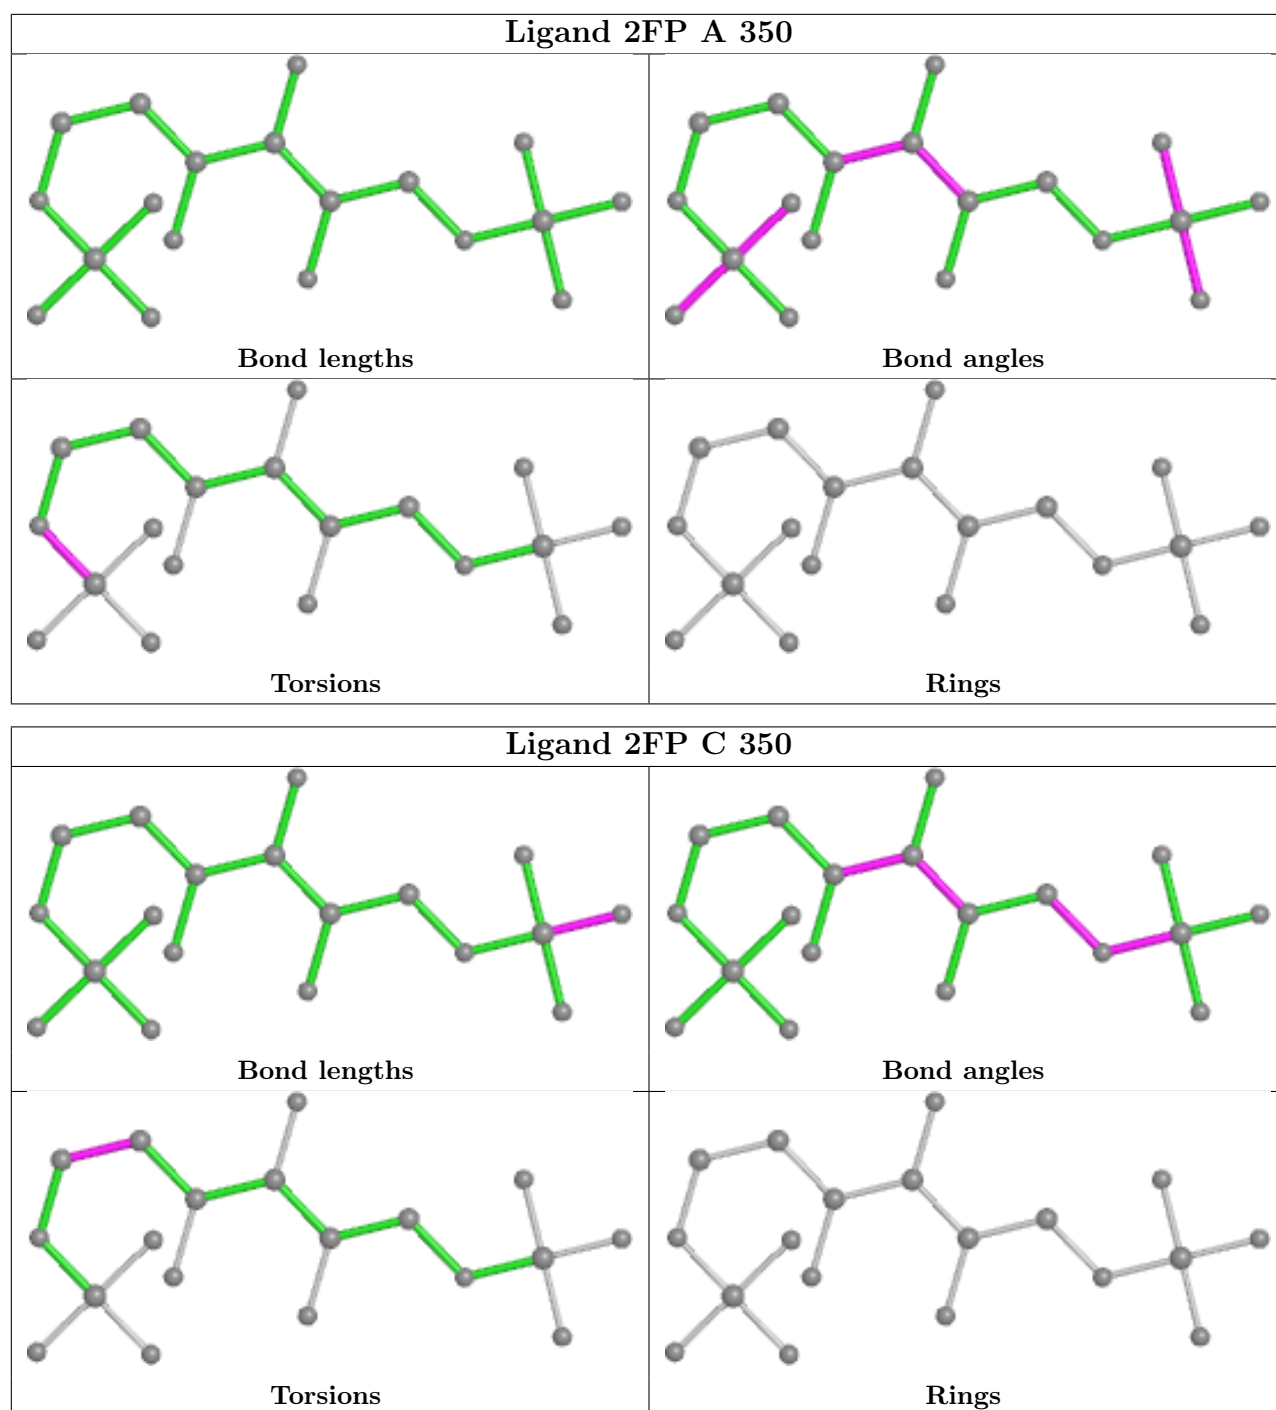 Ligand 2FP A 350
Bond lengths
Bond angles
Torsions
Rings
Ligand 2FP C 350
Bond lengths
Bond angles
Torsions
Rings